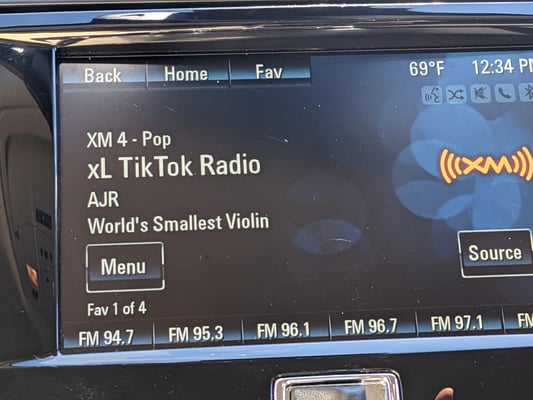 Back Home Fav 69°F 12:34 PM
XM 4 - Pop
xL TikTok Radio
((XM))
AJR
World's Smallest Violin
Menu
Source
Fav 1 of 4
FM 94.7 FM 95.3 FM 96.1 FM 96.7 FM 97.1 FM